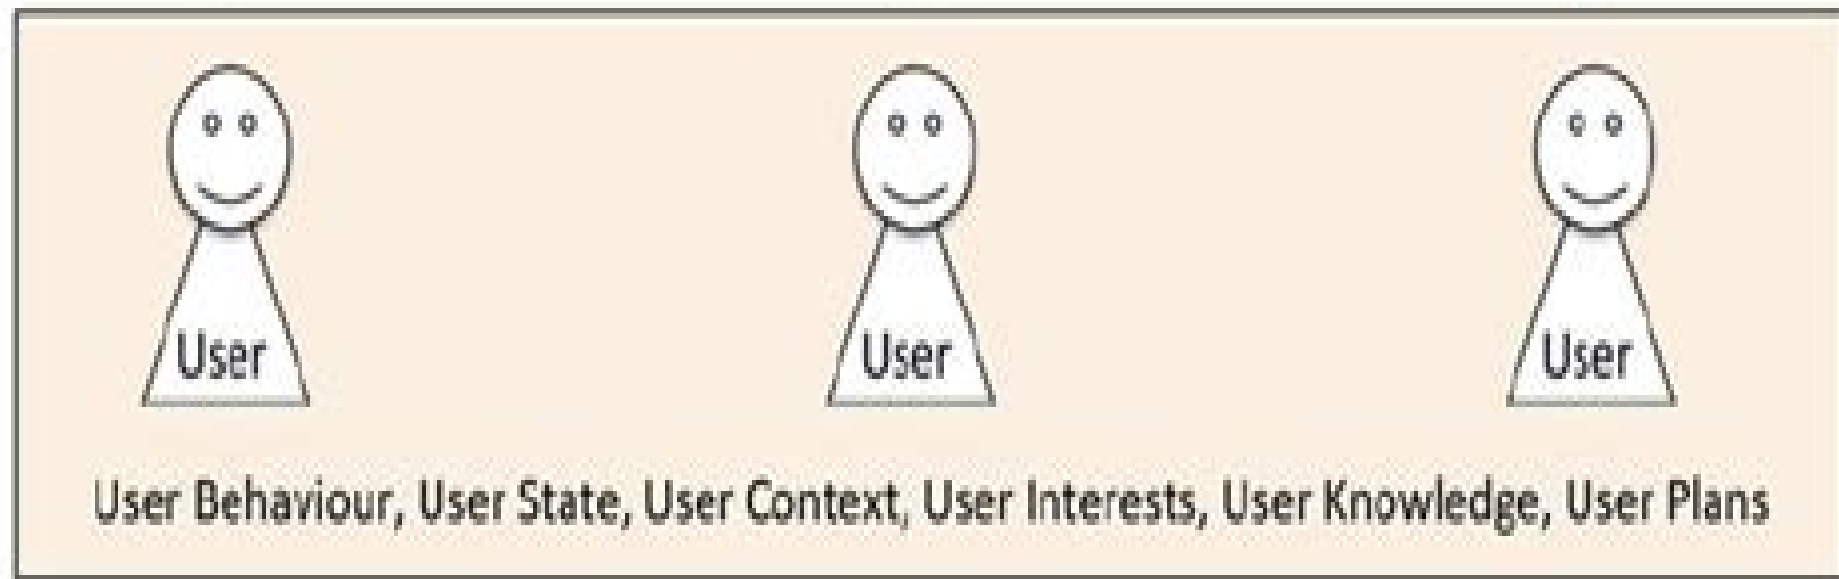 User User User
User Behaviour, User State, User Context, User Interests, User Knowledge, User Plans